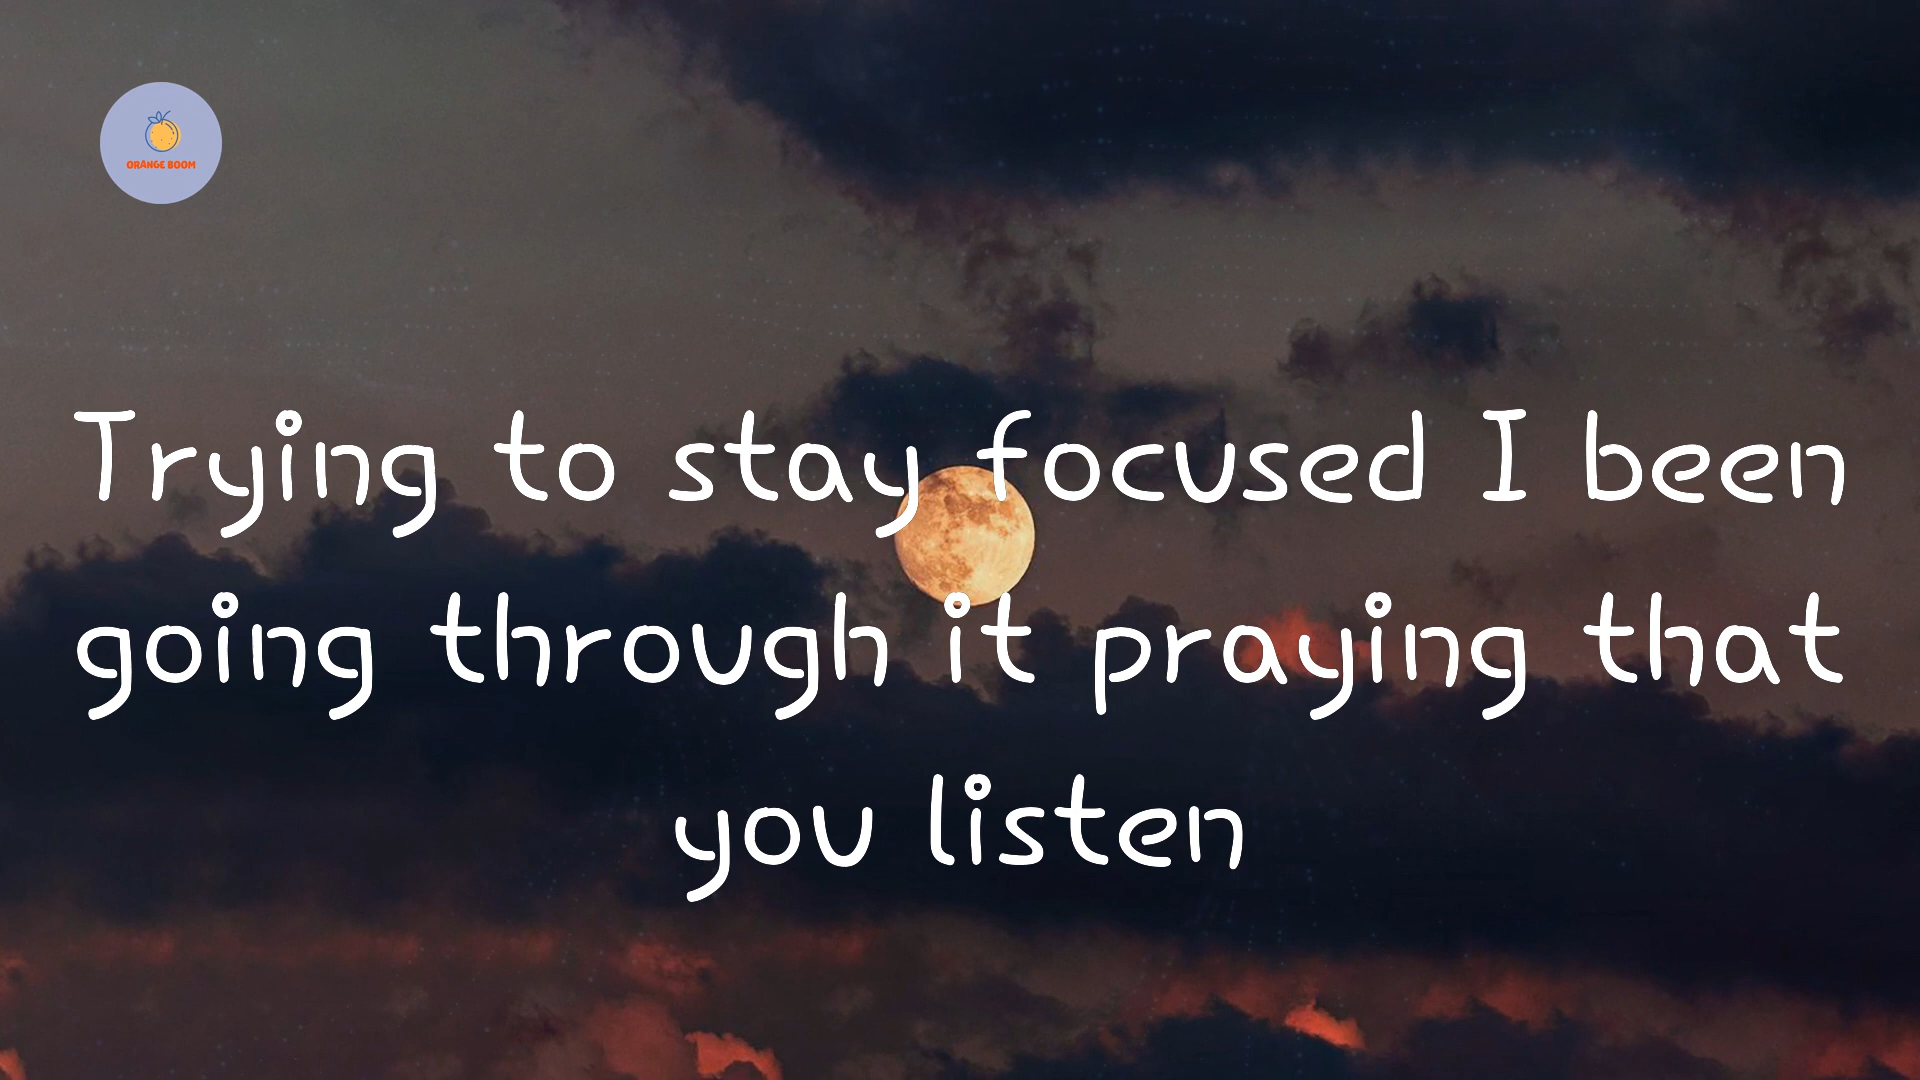 ORANGE BOOM
Trying to stay focused I been
going through it praying that
you listen